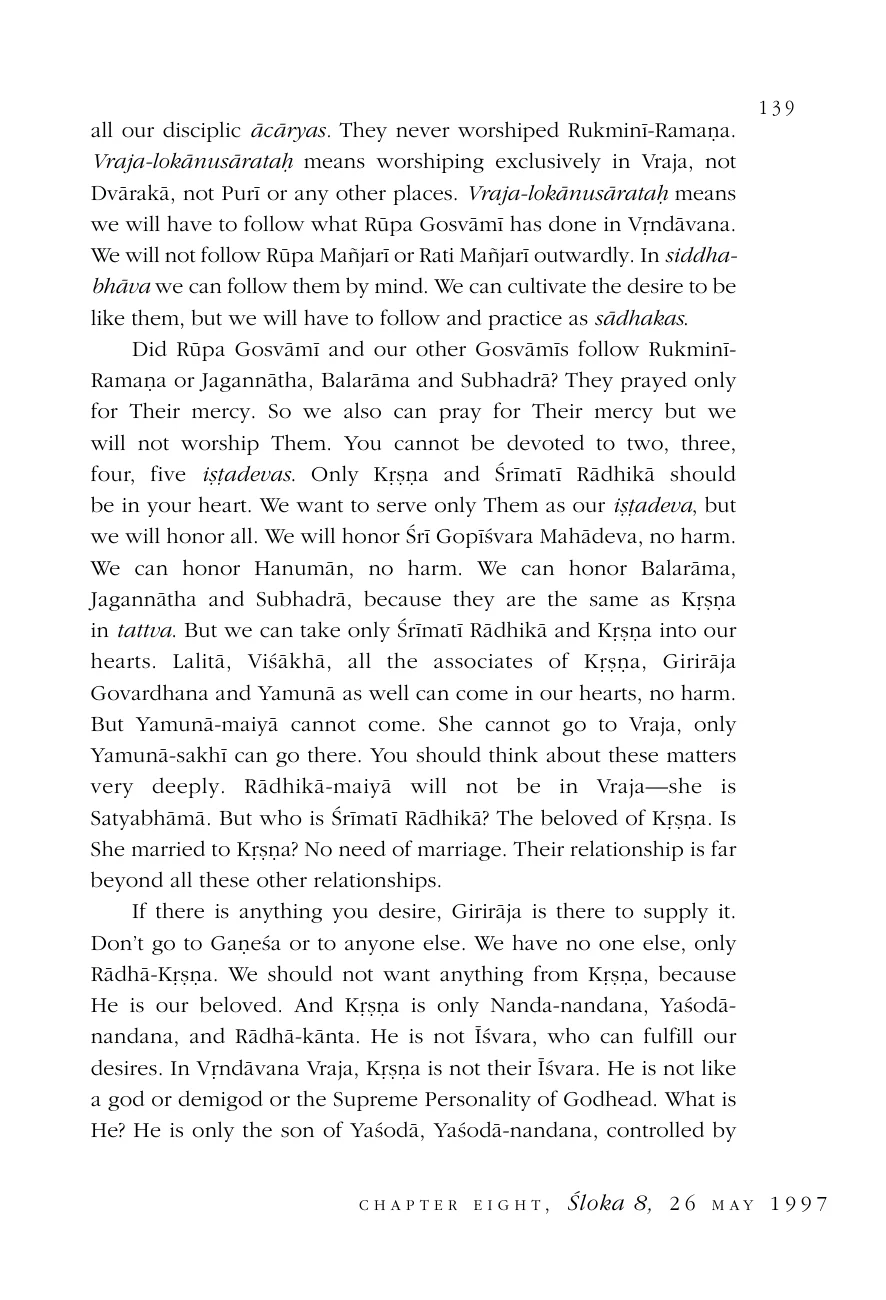 139
all our disciplic ācāryas. They never worshiped Rukminī-Ramaṇa.
Vraja-lokānusārataḥ means worshiping exclusively in Vraja, not
Dvārakā, not Purī or any other places. Vraja-lokānusārataḥ means
we will have to follow what Rūpa Gosvāmī has done in Vṛndāvana.
We will not follow Rūpa Mañjarī or Rati Mañjarī outwardly. In siddha-
bhāva we can follow them by mind. We can cultivate the desire to be
like them, but we will have to follow and practice as sādhakas.
Did Rūpa Gosvāmī and our other Gosvāmīs follow Rukminī-
Ramaṇa or Jagannātha, Balarāma and Subhadrā? They prayed only
for Their mercy. So we also can pray for Their mercy but we
will not worship Them. You cannot be devoted to two, three,
four, five iṣṭadevas. Only Kṛṣṇa and Śrīmatī Rādhikā should
be in your heart. We want to serve only Them as our iṣṭadeva, but
we will honor all. We will honor Śrī Gopīśvara Mahādeva, no harm.
We can honor Hanumān, no harm. We can honor Balarāma,
Jagannātha and Subhadrā, because they are the same as Kṛṣṇa
in tattva. But we can take only Śrīmatī Rādhikā and Kṛṣṇa into our
hearts. Lalitā, Viśākhā, all the associates of Kṛṣṇa, Girirāja
Govardhana and Yamunā as well can come in our hearts, no harm.
But Yamunā-maiyā cannot come. She cannot go to Vraja, only
Yamunā-sakhī can go there. You should think about these matters
very deeply. Rādhikā-maiyā will not be in Vraja—she is
Satyabhāmā. But who is Śrīmatī Rādhikā? The beloved of Kṛṣṇa. Is
She married to Kṛṣṇa? No need of marriage. Their relationship is far
beyond all these other relationships.
If there is anything you desire, Girirāja is there to supply it.
Don't go to Gaṇeśa or to anyone else. We have no one else, only
Rādhā-Kṛṣṇa. We should not want anything from Kṛṣṇa, because
He is our beloved. And Kṛṣṇa is only Nanda-nandana, Yaśodā-
nandana, and Rādhā-kānta. He is not Īśvara, who can fulfill our
desires. In Vṛndāvana Vraja, Kṛṣṇa is not their Īśvara. He is not like
a god or demigod or the Supreme Personality of Godhead. What is
He? He is only the son of Yaśodā, Yaśodā-nandana, controlled by
CHAPTER EIGHT, Śloka 8, 26 MAY 1997